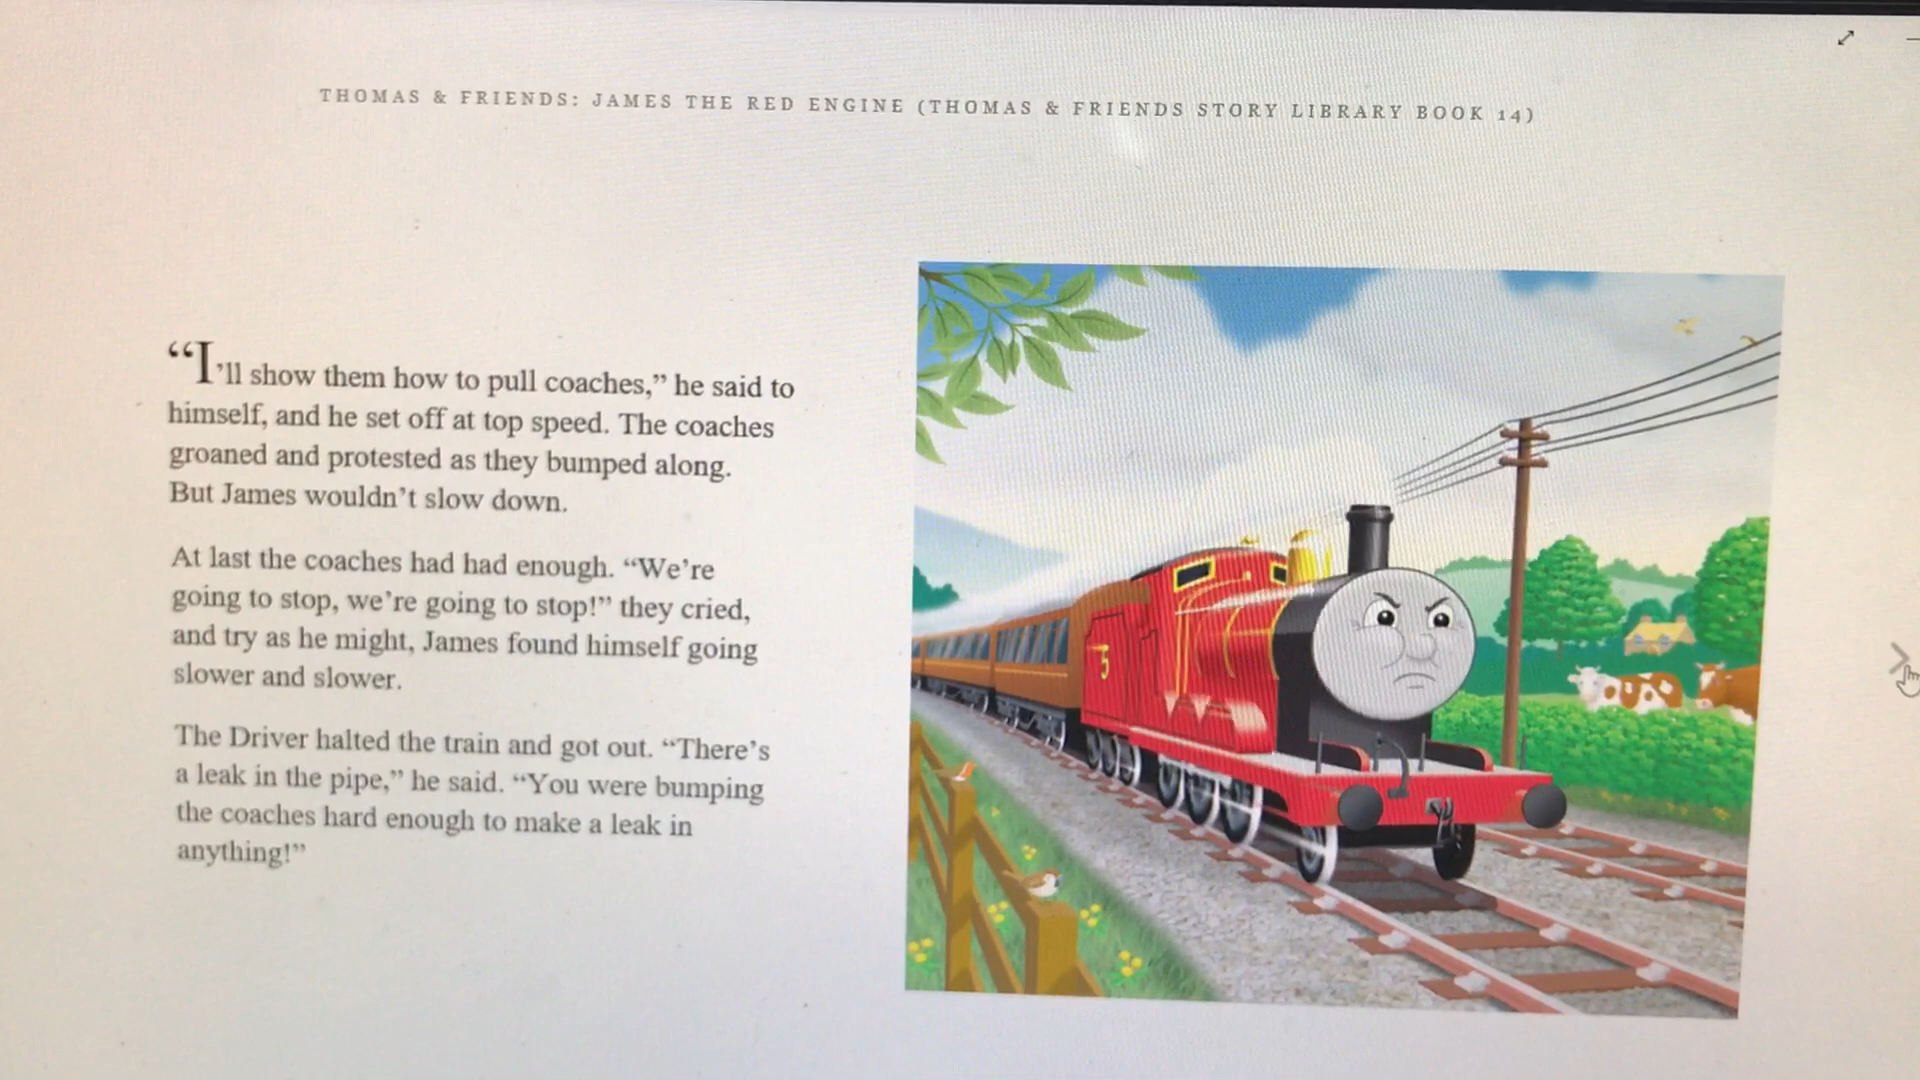 THOMAS & FRIENDS: JAMES THE RED ENGINE (THOMAS & FRIENDS STORY LIBRARY BOOK 14)
“I’ll show them how to pull coaches,” he said to
himself, and he set off at top speed. The coaches
groaned and protested as they bumped along.
But James wouldn’t slow down.
At last the coaches had had enough. “We’re
going to stop, we’re going to stop!” they cried,
and try as he might, James found himself going
slower and slower.
The Driver halted the train and got out. “There’s
a leak in the pipe,” he said. “You were bumping
the coaches hard enough to make a leak in
anything!”
5